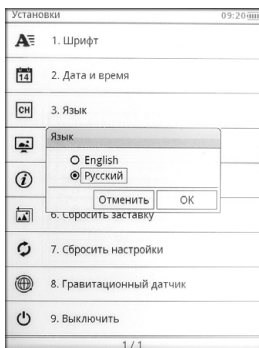 Установки 09:20
1. Шрифт
14 2. Дата и время
CH 3. Язык
Язык
English
Русский
Отменить OK
6. Сбросить заставку
7. Сбросить настройки
8. Гравитационный датчик
9. Выключить
1 / 1